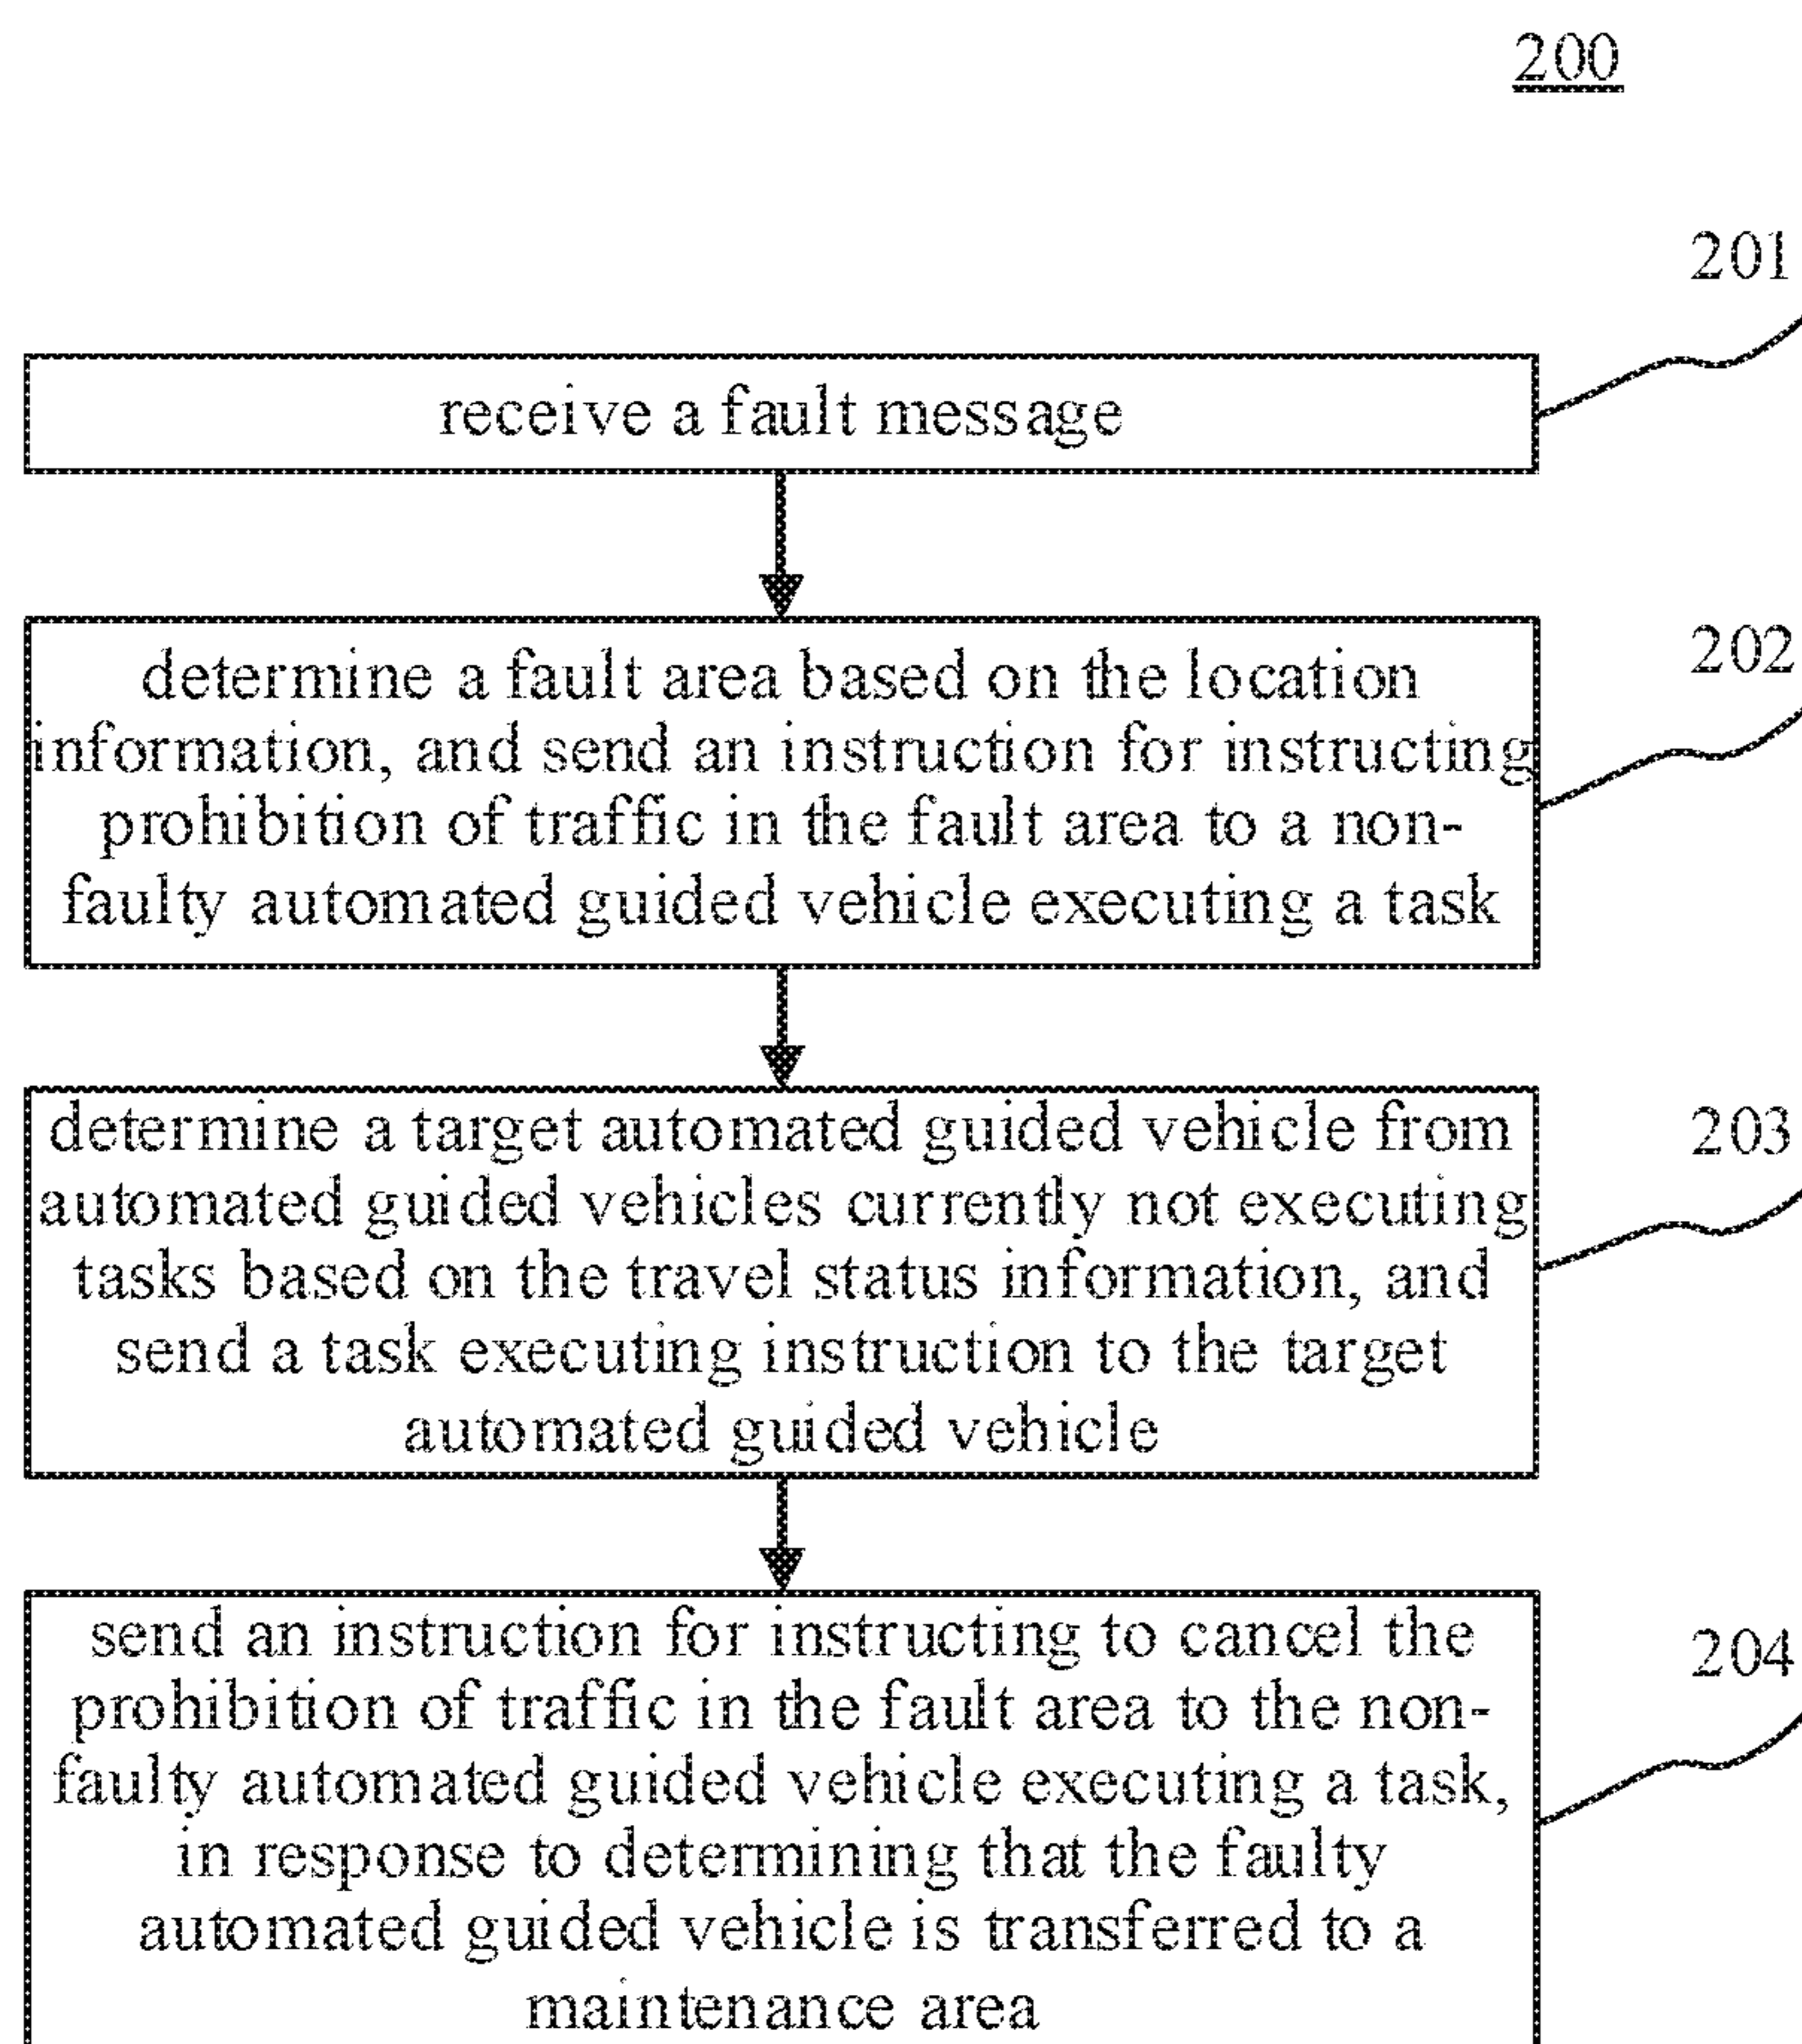 200
201
receive a fault message
202
determine a fault area based on the location
information, and send an instruction for instructing
prohibition of traffic in the fault area to a non-
faulty automated guided vehicle executing a task
203
determine a target automated guided vehicle from
automated guided vehicles currently not executing
tasks based on the travel status information, and
send a task executing instruction to the target
automated guided vehicle
204
send an instruction for instructing to cancel the
prohibition of traffic in the fault area to the non-
faulty automated guided vehicle executing a task,
in response to determining that the faulty
automated guided vehicle is transferred to a
maintenance area